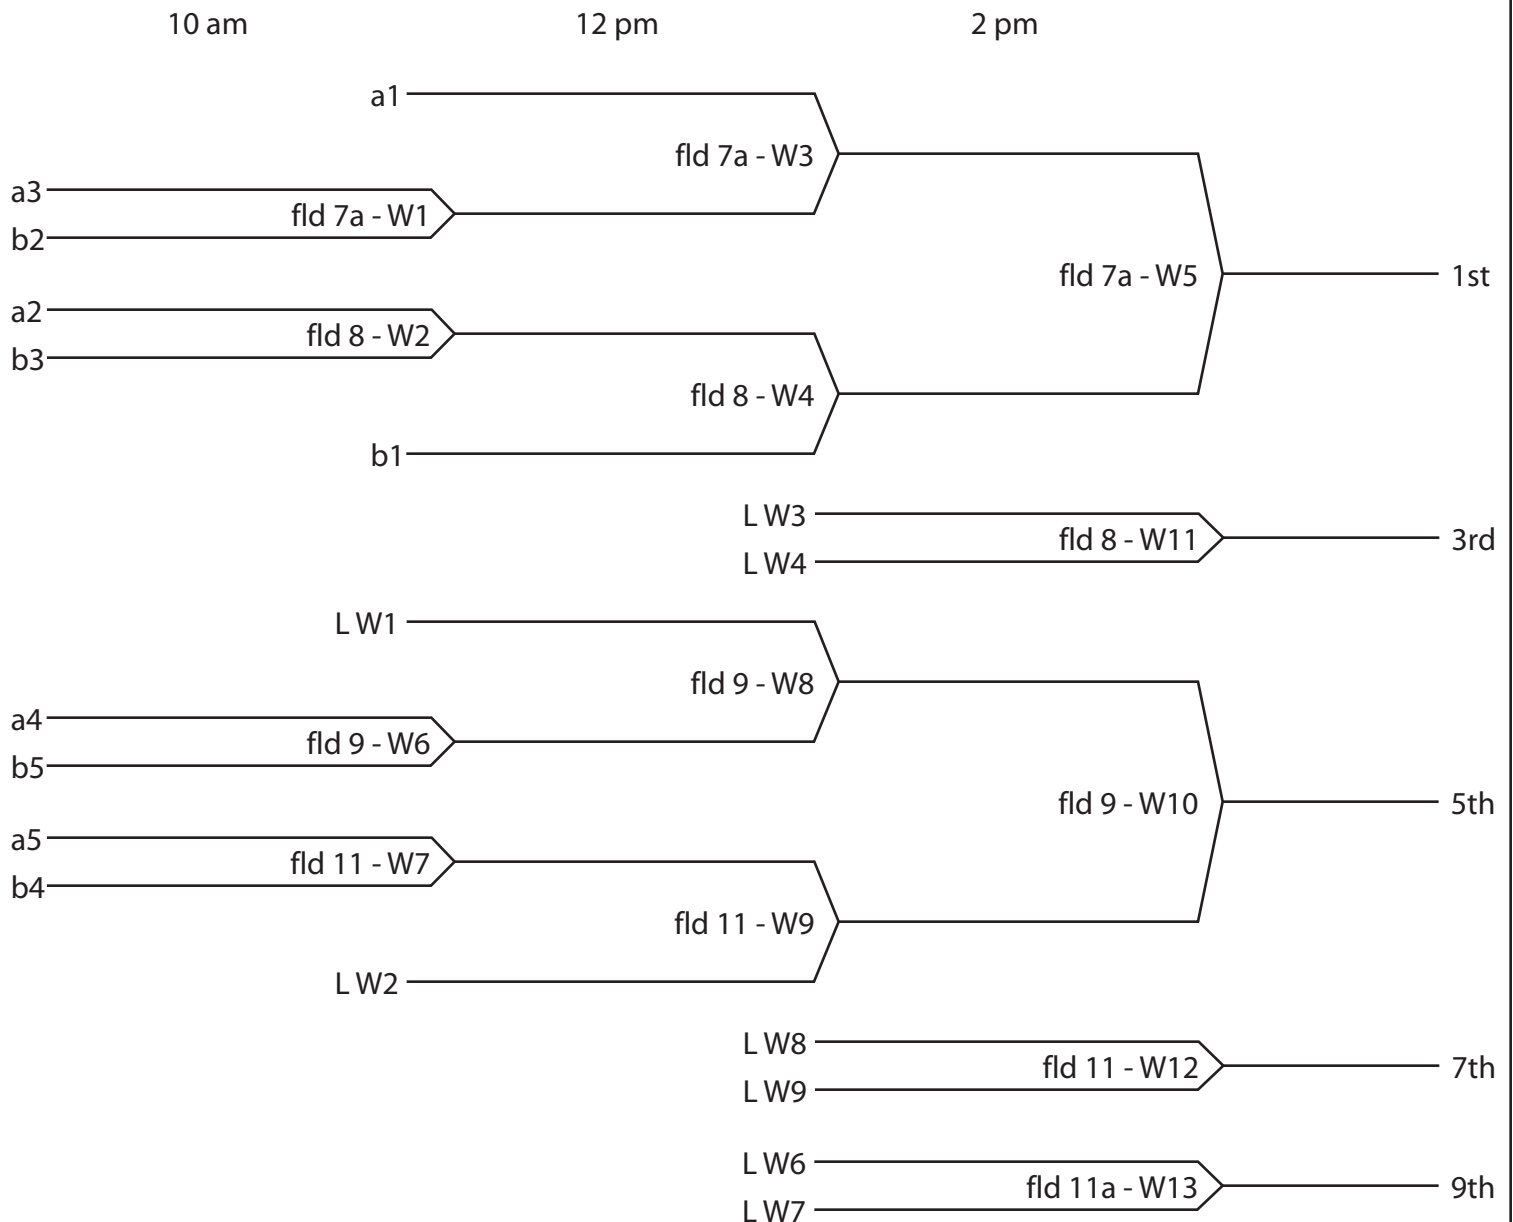 10 am 12 pm 2 pm
a1
fld 7a - W3
a3
fld 7a - W1
b2
fld 7a - W5 1st
a2
fld 8 - W2
b3
fld 8 - W4
b1
L W3
fld 8 - W11 3rd
L W4
L W1
fld 9 - W8
a4
fld 9 - W6
b5
fld 9 - W10 5th
a5
fld 11 - W7
b4
fld 11 - W9
L W2
L W8
fld 11 - W12 7th
L W9
L W6
fld 11a - W13 9th
L W7